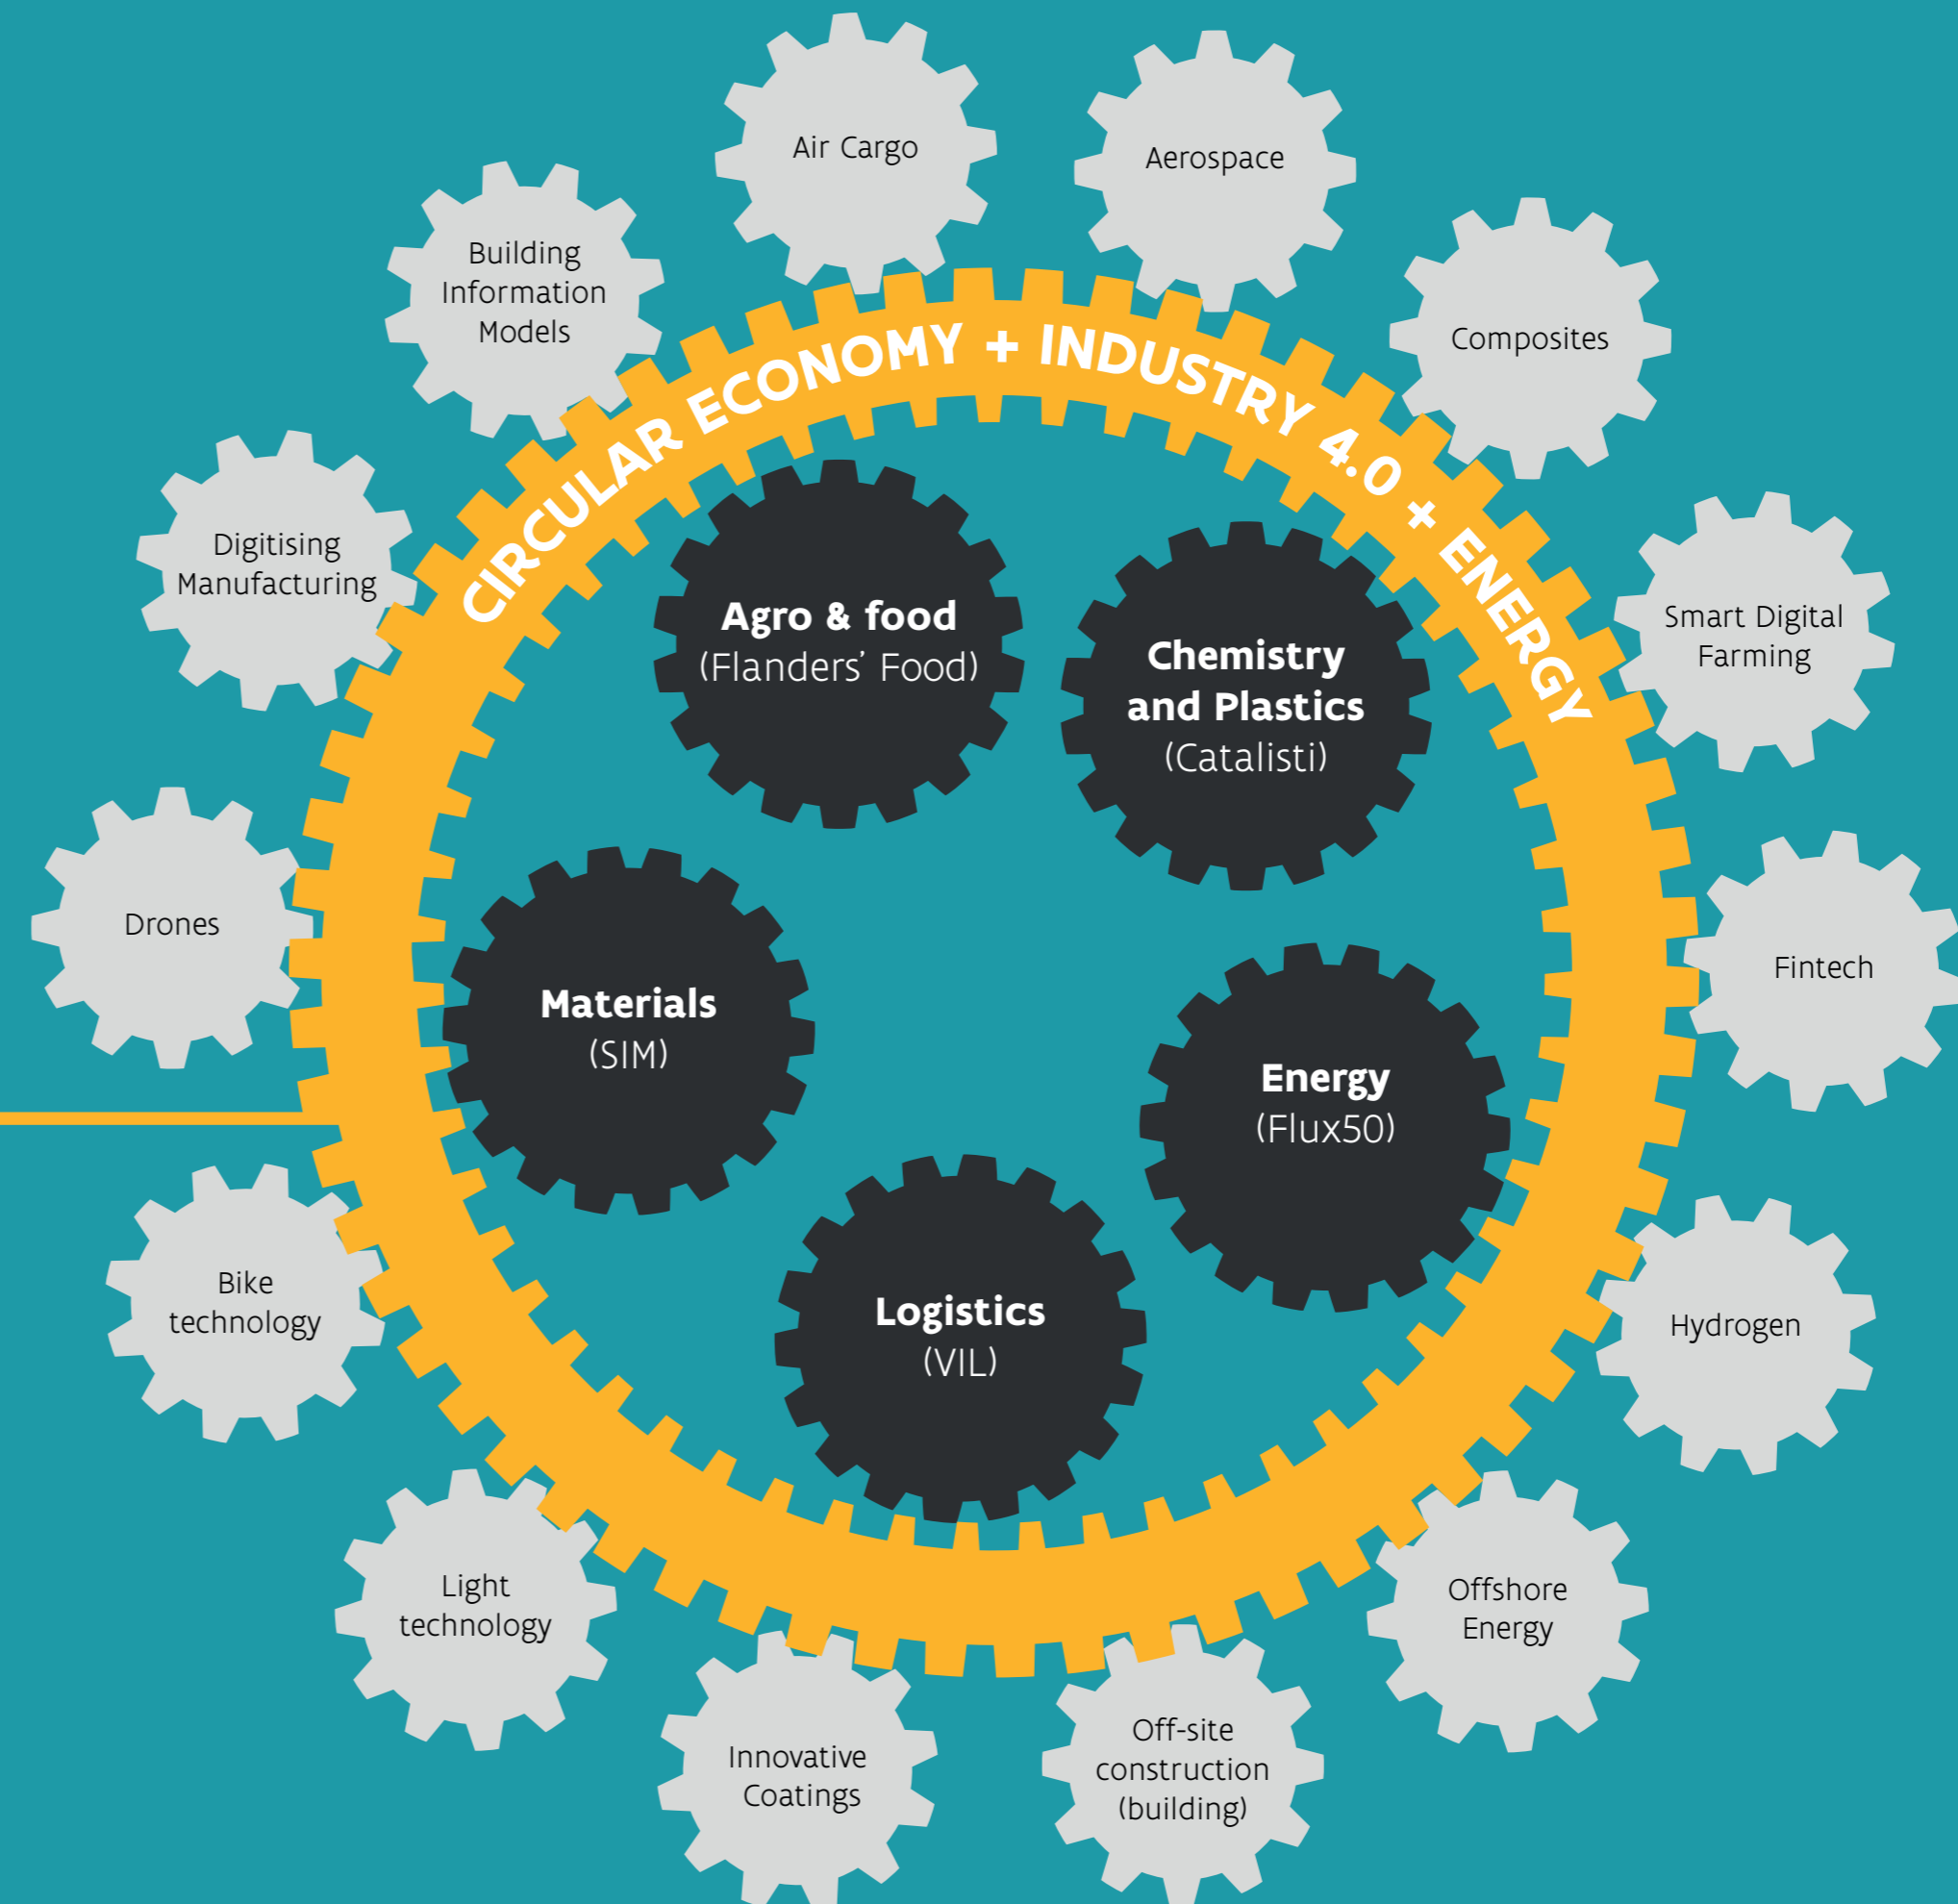 Air Cargo
Aerospace
Building
Information
Models
Composites
CIRCULAR ECONOMY + INDUSTRY 4.0 + ENERGY
Digitising
Manufacturing
Smart Digital
Farming
Agro & food
(Flanders’ Food)
Chemistry
and Plastics
(Catalisti)
Drones
Fintech
Materials
(SIM)
Energy
(Flux50)
Bike
technology
Logistics
(VIL)
Hydrogen
Light
technology
Offshore
Energy
Innovative
Coatings
Off-site
construction
(building)